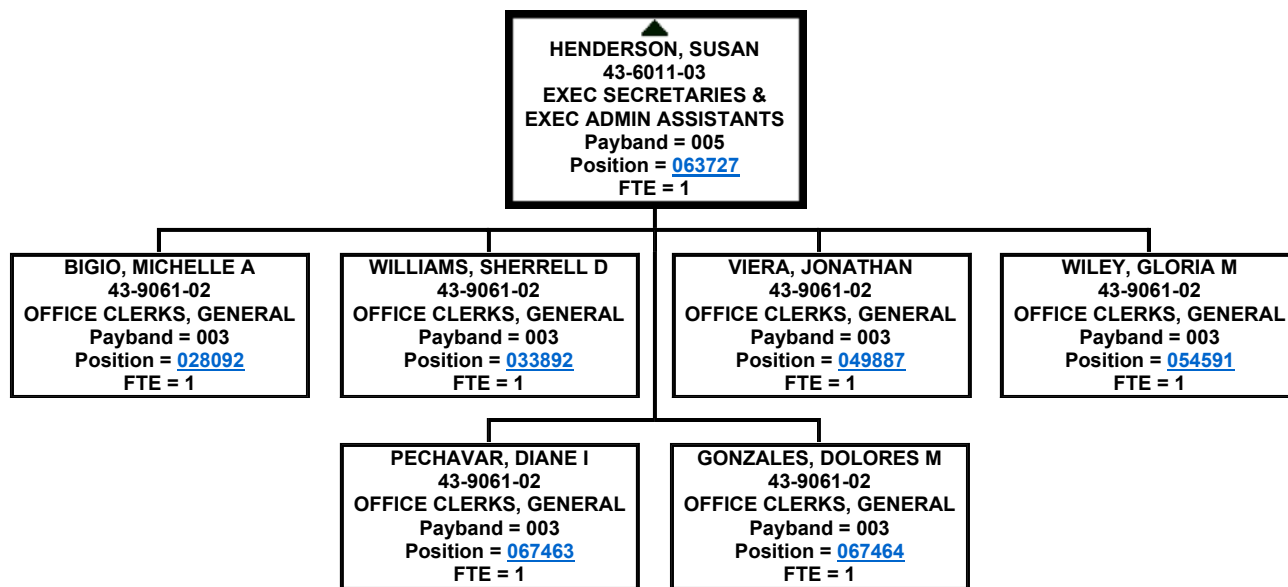 HENDERSON, SUSAN
43-6011-03
EXEC SECRETARIES &
EXEC ADMIN ASSISTANTS
Payband = 005
Position = 063727
FTE = 1
BIGIO, MICHELLE A
43-9061-02
OFFICE CLERKS, GENERAL
Payband = 003
Position = 028092
FTE = 1
WILLIAMS, SHERRELL D
43-9061-02
OFFICE CLERKS, GENERAL
Payband = 003
Position = 033892
FTE = 1
VIERA, JONATHAN
43-9061-02
OFFICE CLERKS, GENERAL
Payband = 003
Position = 049887
FTE = 1
WILEY, GLORIA M
43-9061-02
OFFICE CLERKS, GENERAL
Payband = 003
Position = 054591
FTE = 1
PECHAVAR, DIANE I
43-9061-02
OFFICE CLERKS, GENERAL
Payband = 003
Position = 067463
FTE = 1
GONZALES, DOLORES M
43-9061-02
OFFICE CLERKS, GENERAL
Payband = 003
Position = 067464
FTE = 1